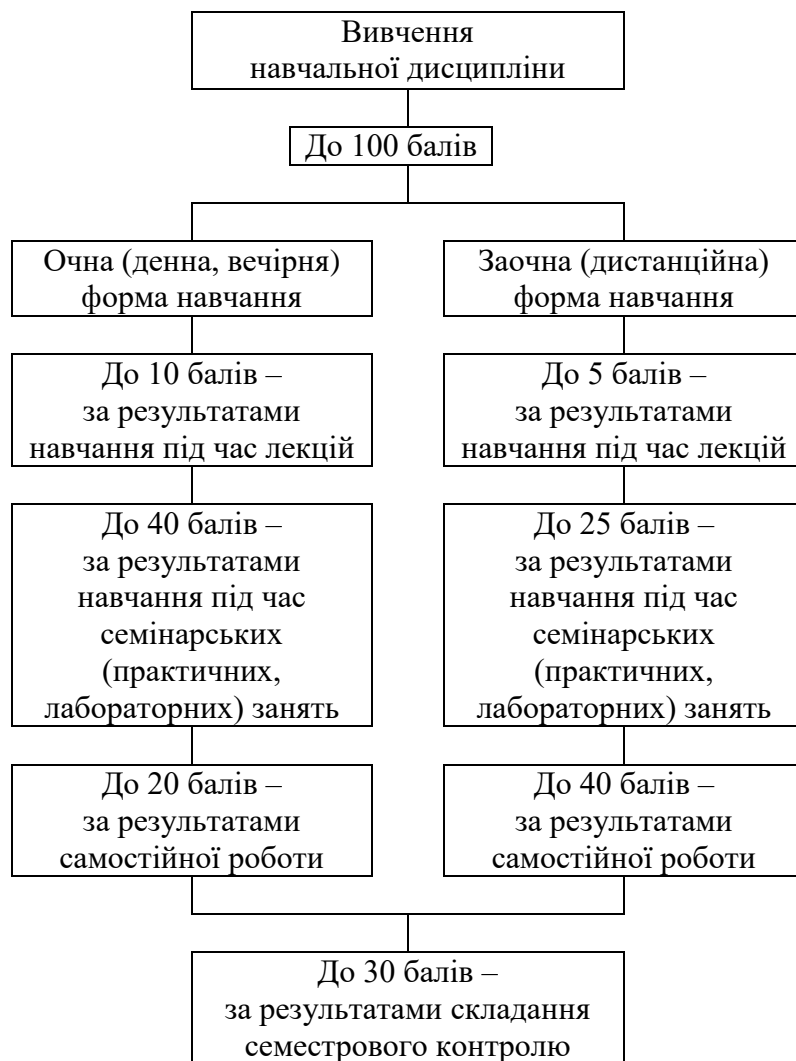 Вивчення
навчальної дисципліни
До 100 балів
Очна (денна, вечірня)
форма навчання
До 10 балів –
за результатами
навчання під час лекцій
До 40 балів –
за результатами
навчання під час
семінарських
(практичних,
лабораторних) занять
До 20 балів –
за результатами
самостійної роботи
Заочна (дистанційна)
форма навчання
До 5 балів –
за результатами
навчання під час лекцій
До 25 балів –
за результатами
навчання під час
семінарських
(практичних,
лабораторних) занять
До 40 балів –
за результатами
самостійної роботи
До 30 балів –
за результатами складання
семестрового контролю